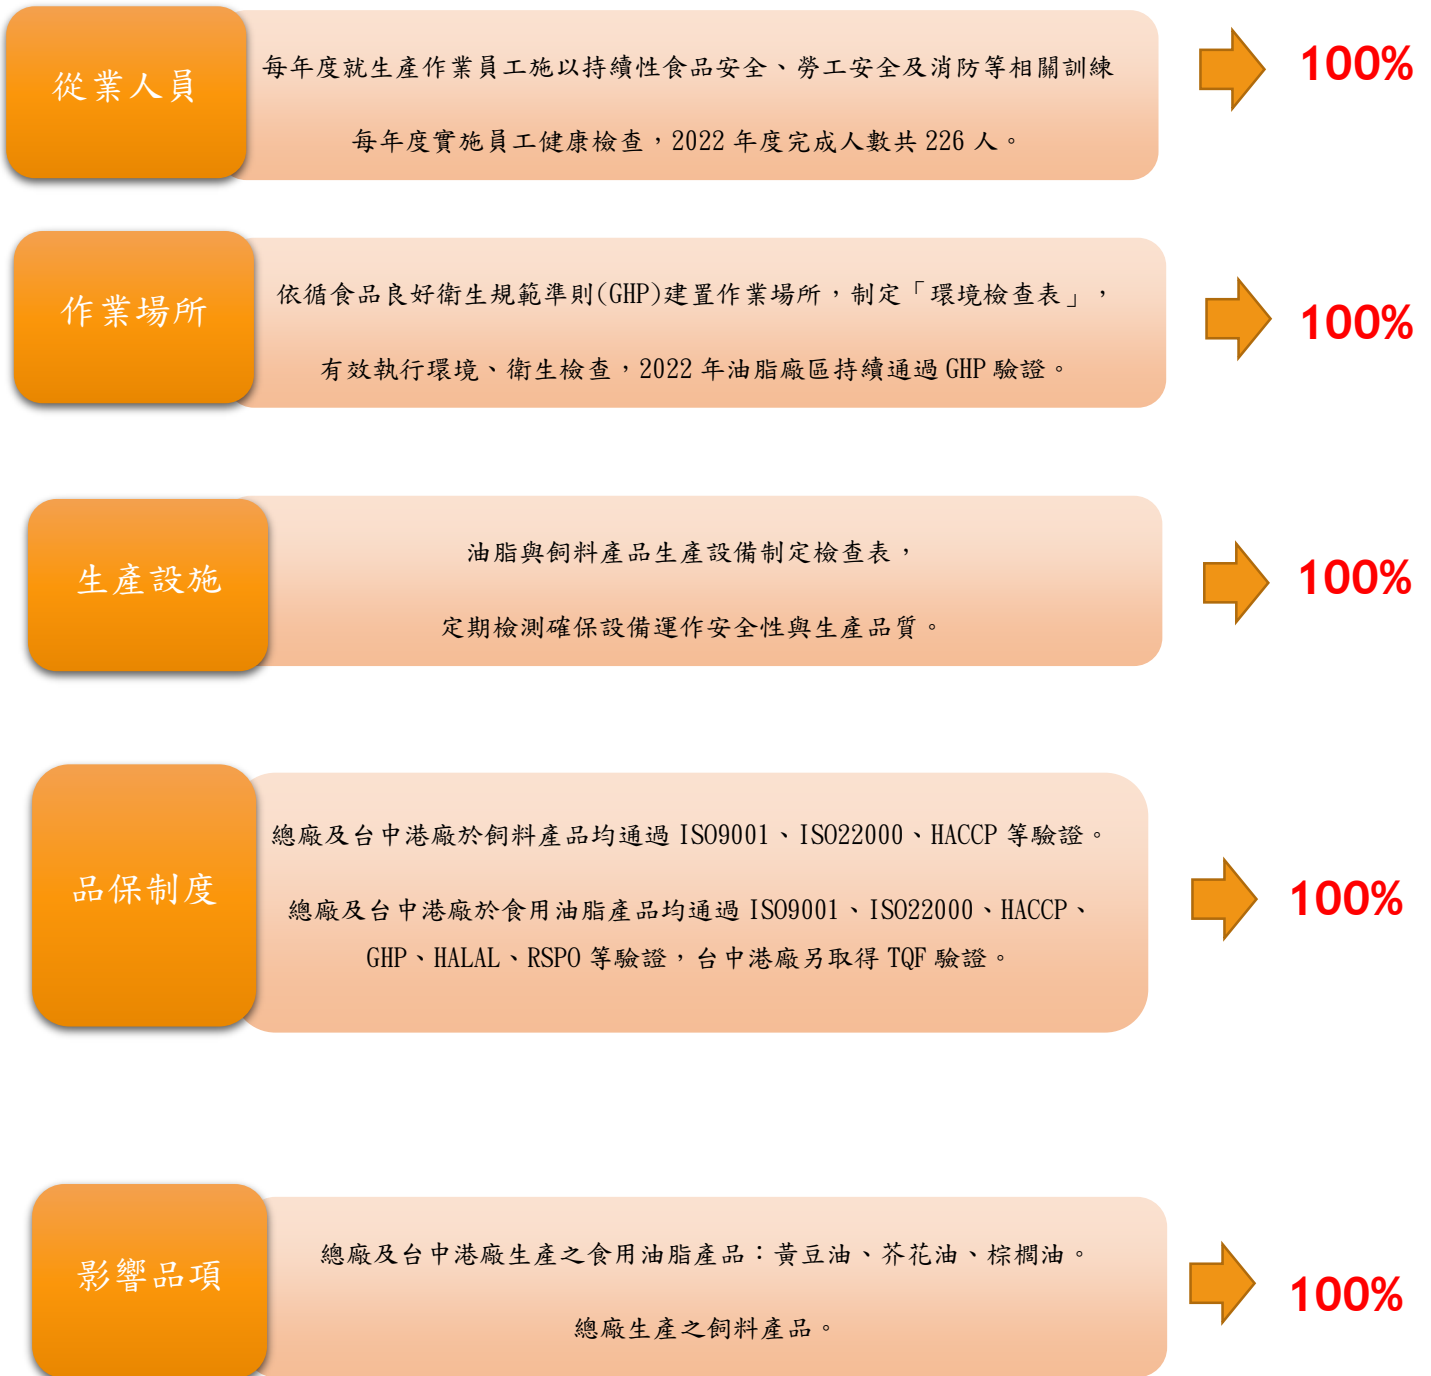 從業人員
每年度就生產作業員工施以持續性食品安全、勞工安全及消防等相關訓練
每年度實施員工健康檢查，2022 年度完成人數共 226 人。
100%
作業場所
依循食品良好衛生規範準則(GHP)建置作業場所，制定「環境檢查表」，
有效執行環境、衛生檢查，2022 年油脂廠區持續通過 GHP 驗證。
100%
生產設施
油脂與飼料產品生產設備制定檢查表，
定期檢測確保設備運作安全性與生產品質。
100%
品保制度
總廠及台中港廠於飼料產品均通過 ISO9001、ISO22000、HACCP 等驗證。
總廠及台中港廠於食用油脂產品均通過 ISO9001、ISO22000、HACCP、
GHP、HALAL、RSPO 等驗證，台中港廠另取得 TQF 驗證。
100%
影響品項
總廠及台中港廠生產之食用油脂產品：黃豆油、芥花油、棕櫚油。
總廠生產之飼料產品。
100%